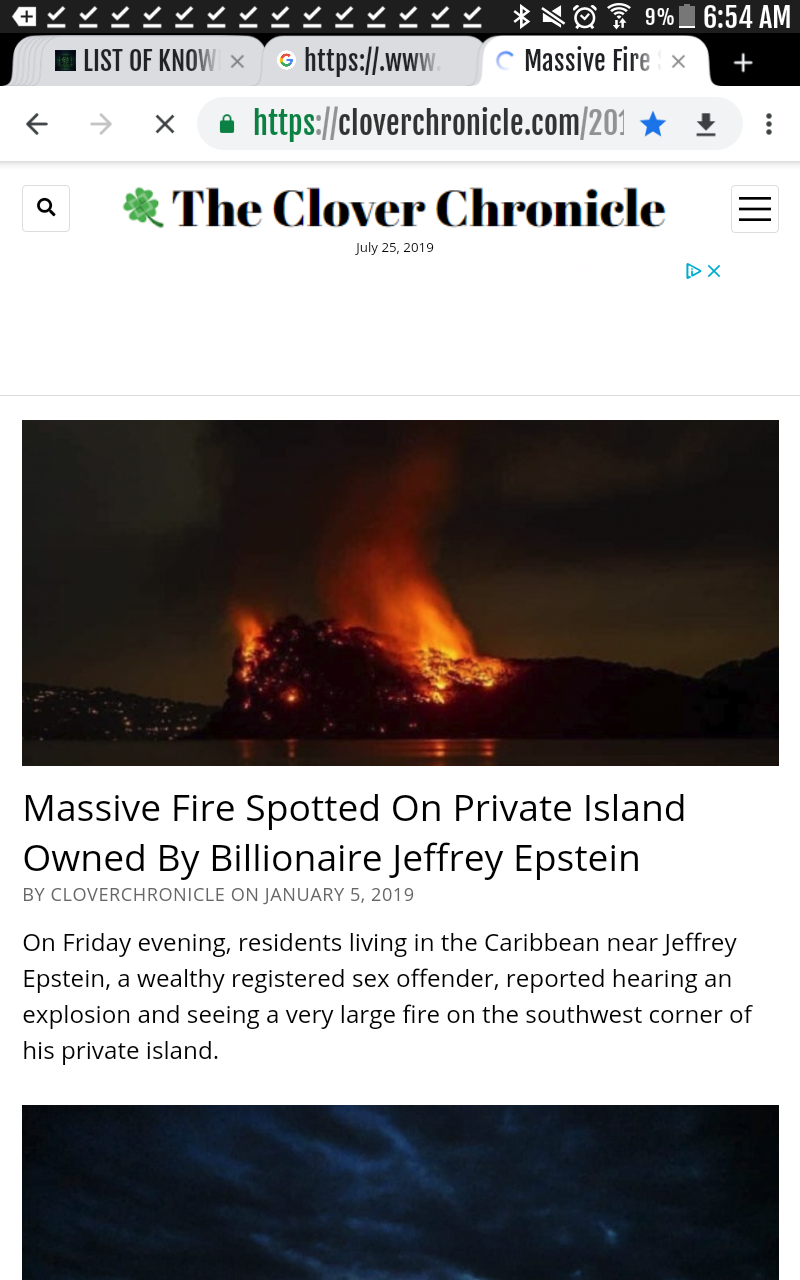 9% 6:54 AM
LIST OF KNOW
https://.www.
Massive Fire
https://cloverchronicle.com/201
The Clover Chronicle
July 25, 2019
Massive Fire Spotted On Private Island
Owned By Billionaire Jeffrey Epstein
BY CLOVERCHRONICLE ON JANUARY 5, 2019
On Friday evening, residents living in the Caribbean near Jeffrey
Epstein, a wealthy registered sex offender, reported hearing an
explosion and seeing a very large fire on the southwest corner of
his private island.